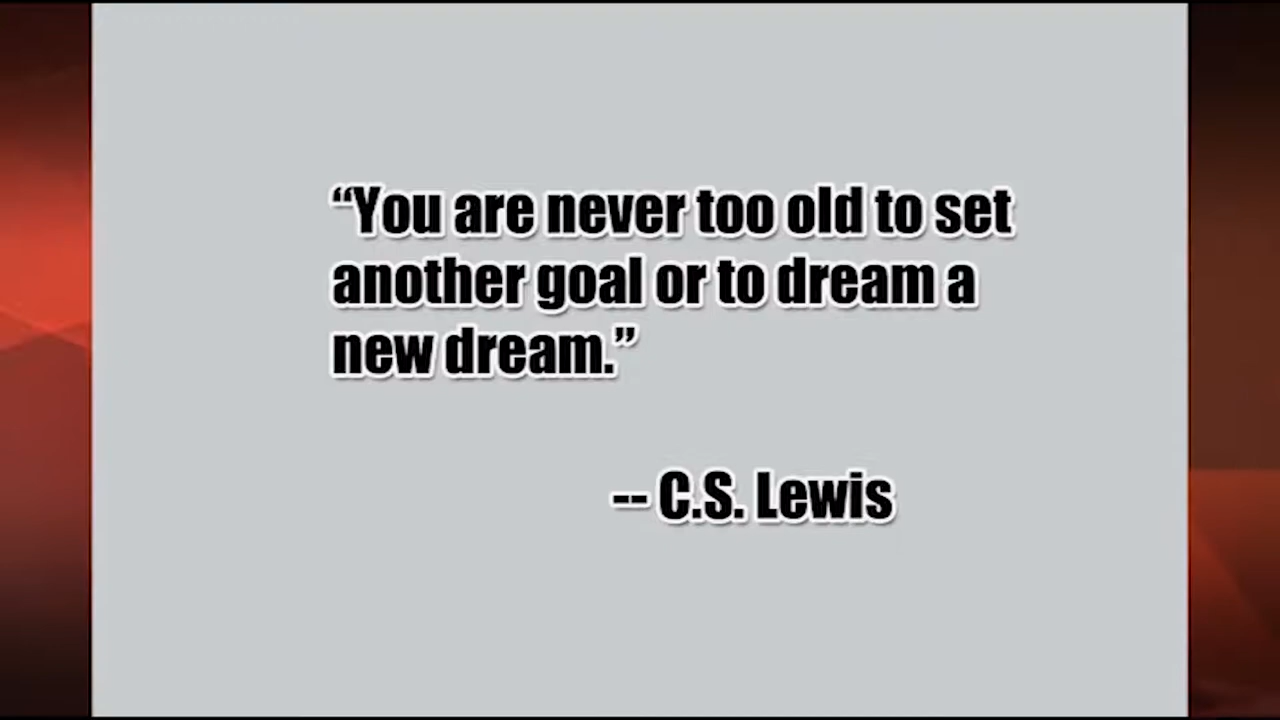 “You are never too old to set
another goal or to dream a
new dream.”
-- C.S. Lewis